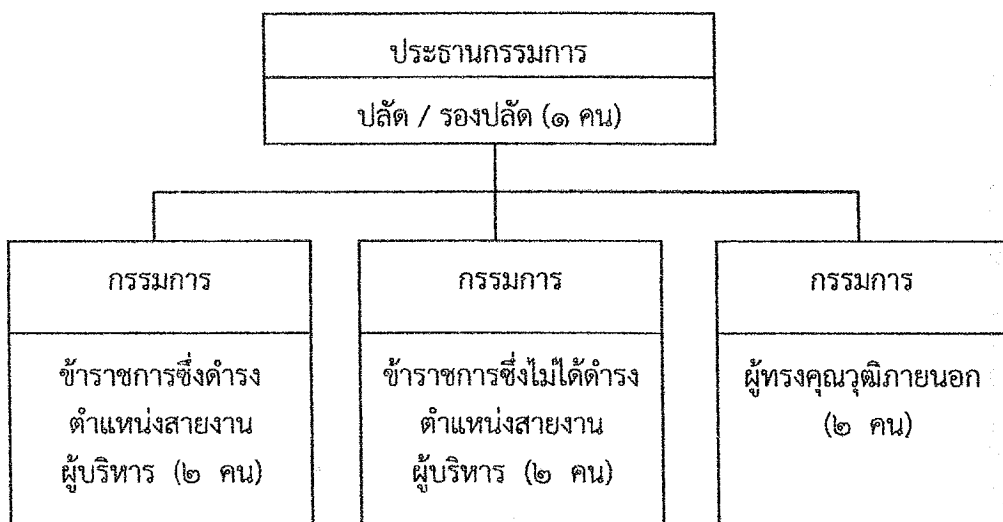 ประธานกรรมการ
ปลัด / รองปลัด (๑ คน)
กรรมการ
ข้าราชการซึ่งดำรง
ตำแหน่งสายงาน
ผู้บริหาร (๒ คน)
กรรมการ
ข้าราชการซึ่งไม่ได้ดำรง
ตำแหน่งสายงาน
ผู้บริหาร (๒ คน)
กรรมการ
ผู้ทรงคุณวุฒิภายนอก
(๒ คน)